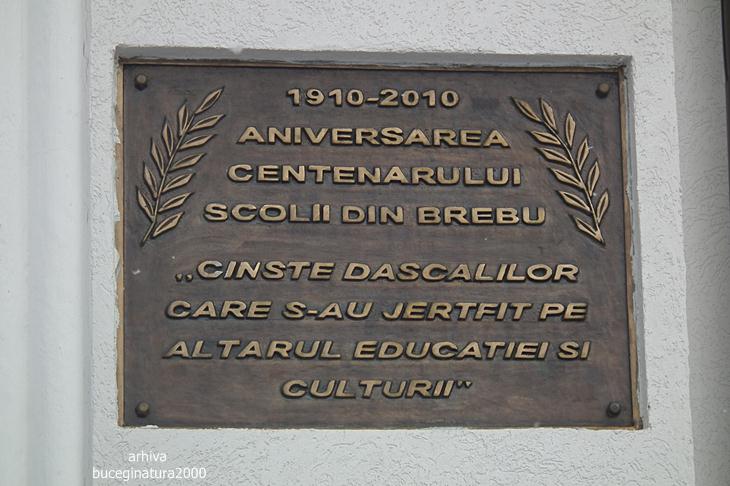 1910-2010
ANIVERSAREA
CENTENARULUI
SCOLII DIN BREBU
„CINSTE DASCALILOR
CARE S-AU JERTFIT PE
ALTARUL EDUCATIEI SI
CULTURII"
arhiva
buceginatura2000